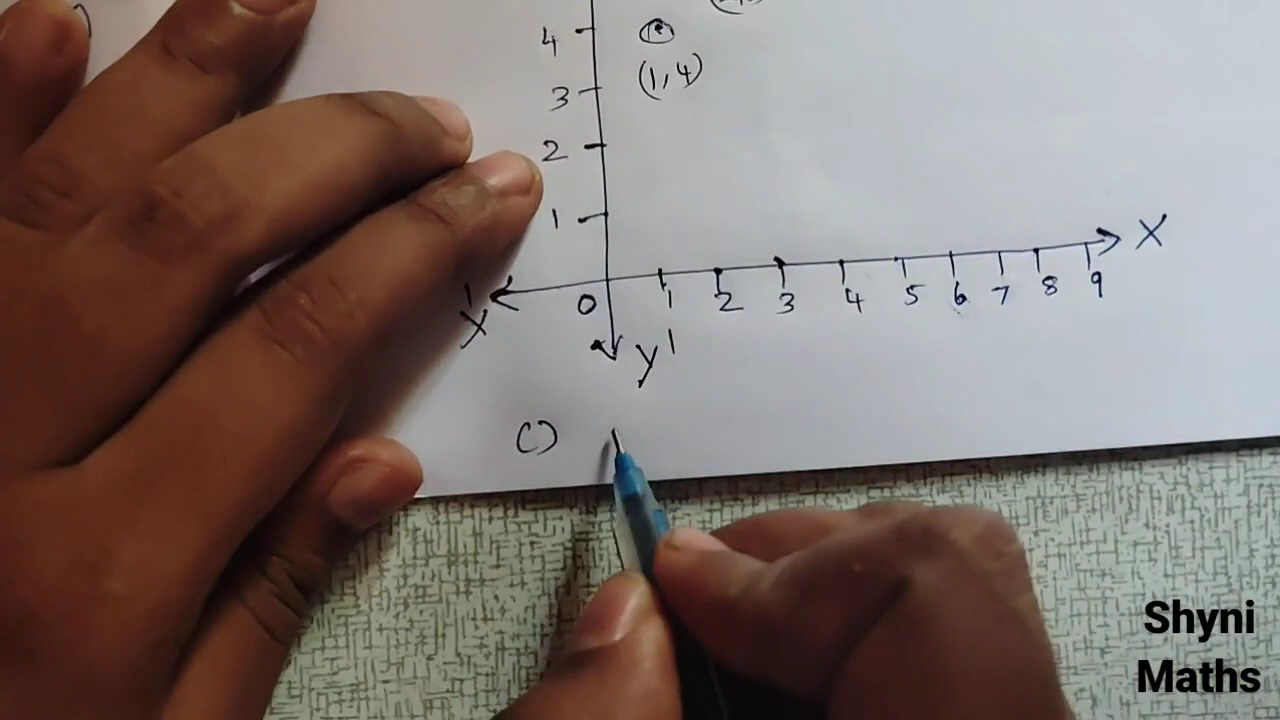 4
(1, 4)
3
2
1
X
X'
0 1 2 3 4 5 6 7 8 9
y'
C)
Shyni
Maths